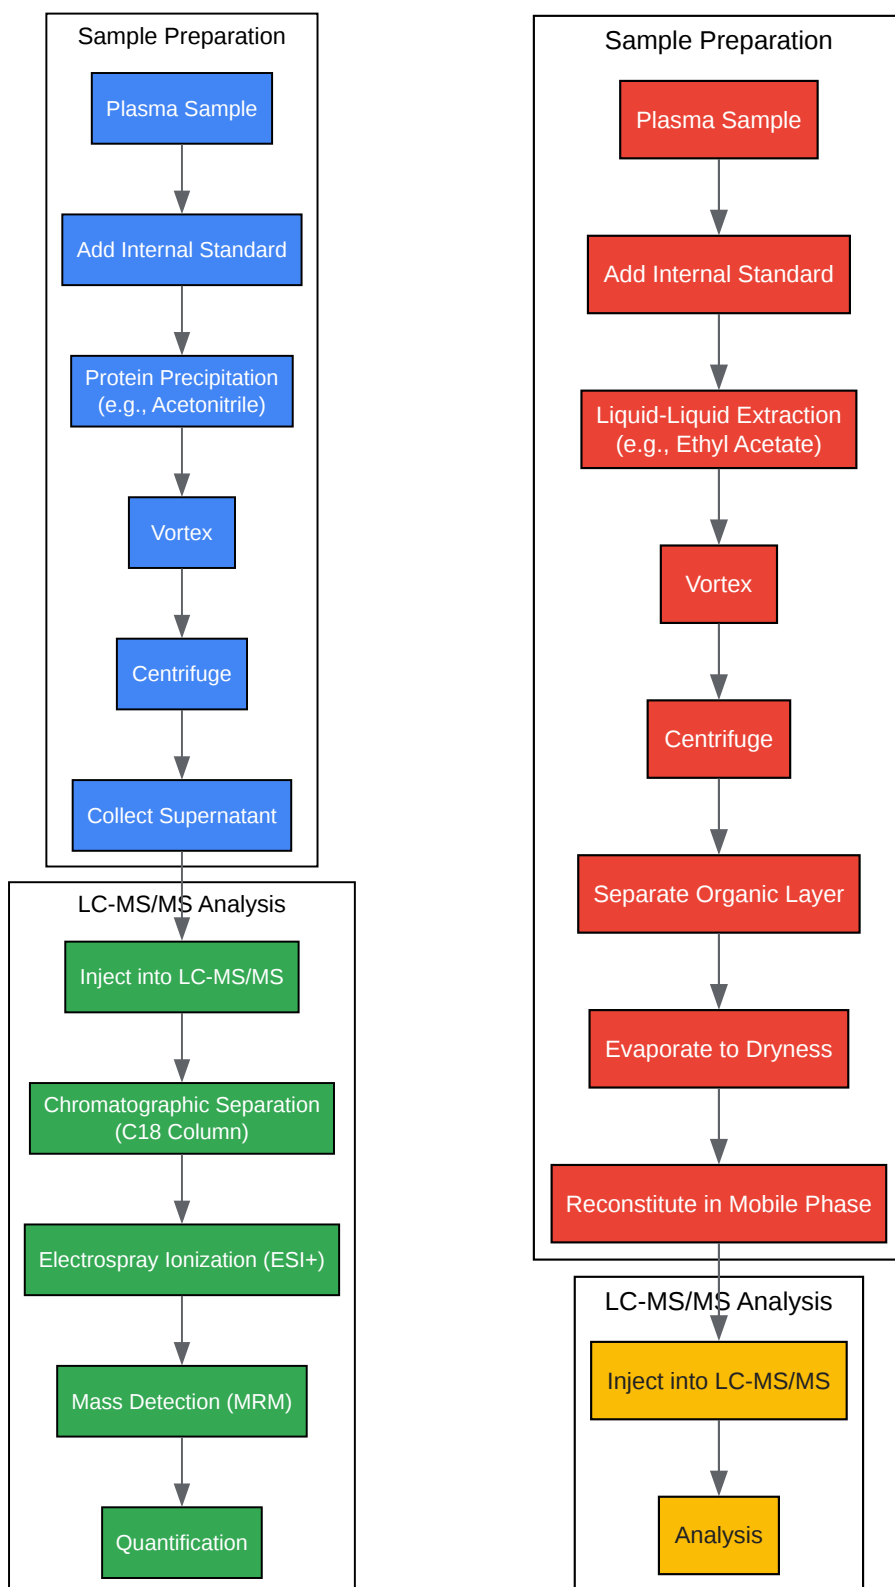 Sample Preparation
Plasma Sample
Add Internal Standard
Protein Precipitation
(e.g., Acetonitrile)
Vortex
Centrifuge
Collect Supernatant
LC-MS/MS Analysis
Inject into LC-MS/MS
Chromatographic Separation
(C18 Column)
Electrospray Ionization (ESI+)
Mass Detection (MRM)
Quantification
Sample Preparation
Plasma Sample
Add Internal Standard
Liquid-Liquid Extraction
(e.g., Ethyl Acetate)
Vortex
Centrifuge
Separate Organic Layer
Evaporate to Dryness
Reconstitute in Mobile Phase
LC-MS/MS Analysis
Inject into LC-MS/MS
Analysis